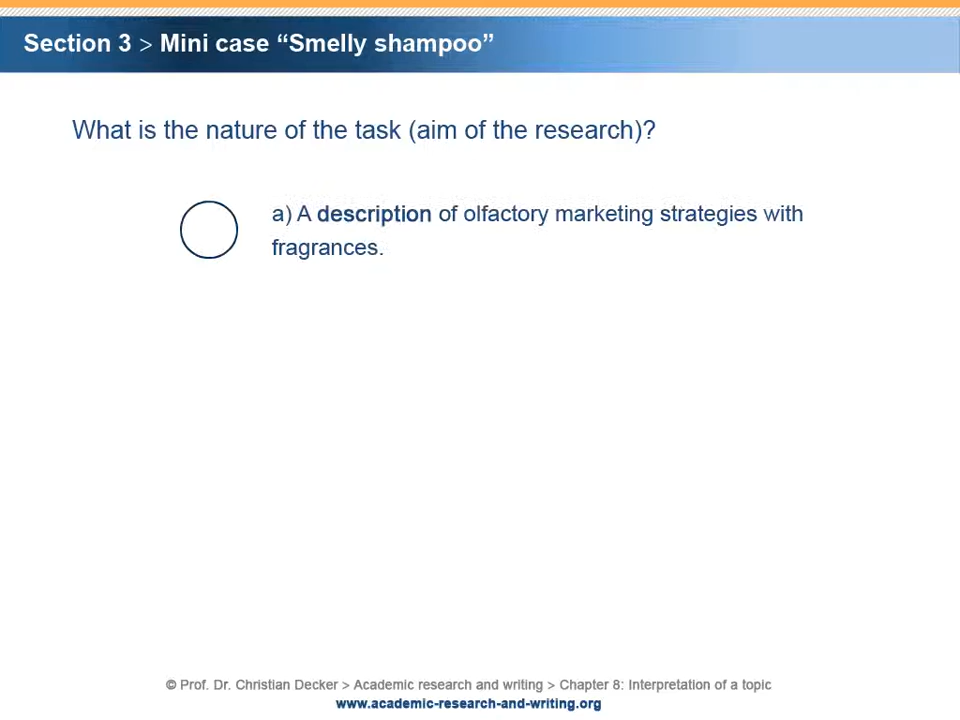 Section 3 > Mini case “Smelly shampoo”
What is the nature of the task (aim of the research)?
a) A description of olfactory marketing strategies with
fragrances.
© Prof. Dr. Christian Decker > Academic research and writing > Chapter 8: Interpretation of a topic
www.academic-research-and-writing.org